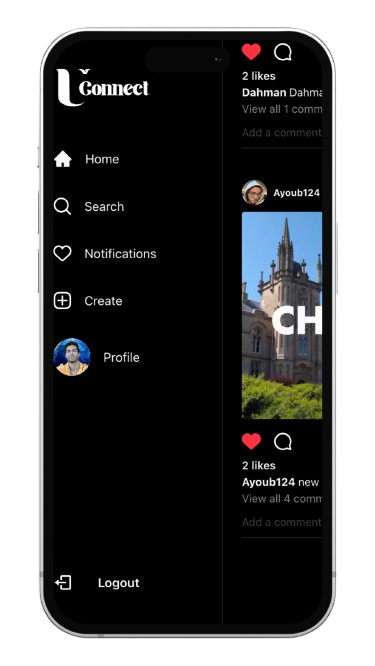 Connect
Home
Search
Notifications
Create
Profile
Logout
2 likes
Dahman Dahma
View all 1 comm
Add a comment
Ayoub124
CH
2 likes
Ayoub124 new
View all 4 comm
Add a comment